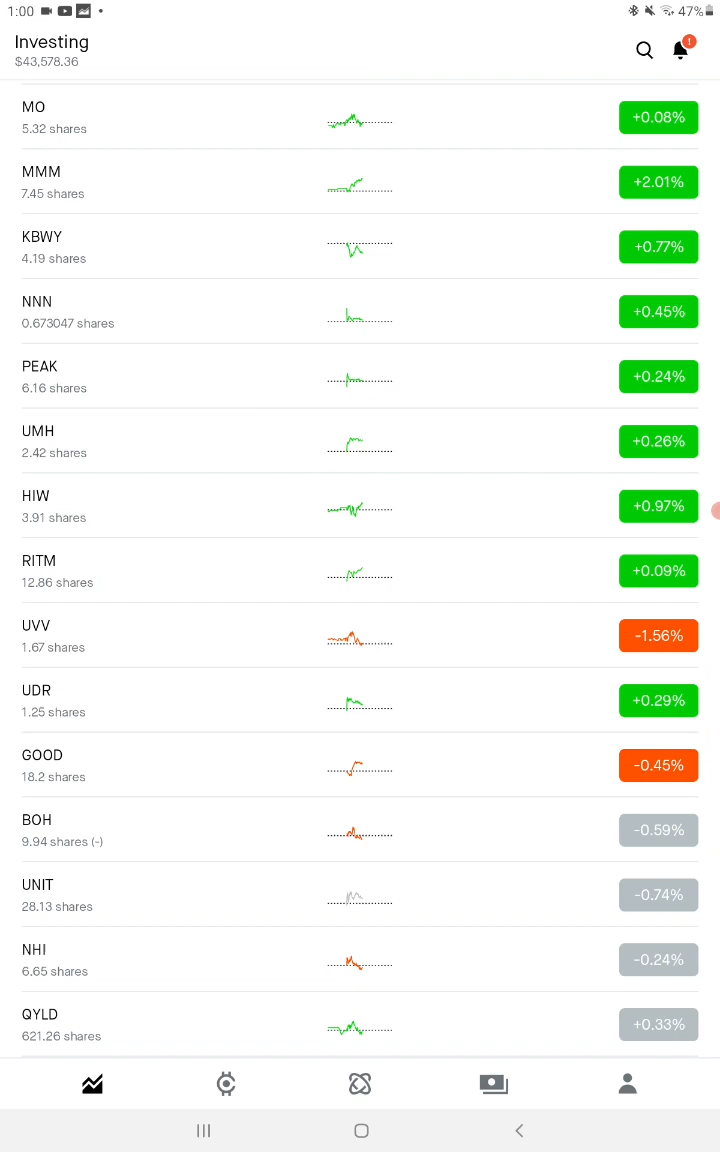 1:00
47%
Investing
$43,578.36
!
MO
5.32 shares
+0.08%
MMM
7.45 shares
+2.01%
KBWY
4.19 shares
+0.77%
NNN
0.673047 shares
+0.45%
PEAK
6.16 shares
+0.24%
UMH
2.42 shares
+0.26%
HIW
3.91 shares
+0.97%
RITM
12.86 shares
+0.09%
UVV
1.67 shares
-1.56%
UDR
1.25 shares
+0.29%
GOOD
18.2 shares
-0.45%
BOH
9.94 shares (-)
-0.59%
UNIT
28.13 shares
-0.74%
NHI
6.65 shares
-0.24%
QYLD
621.26 shares
+0.33%